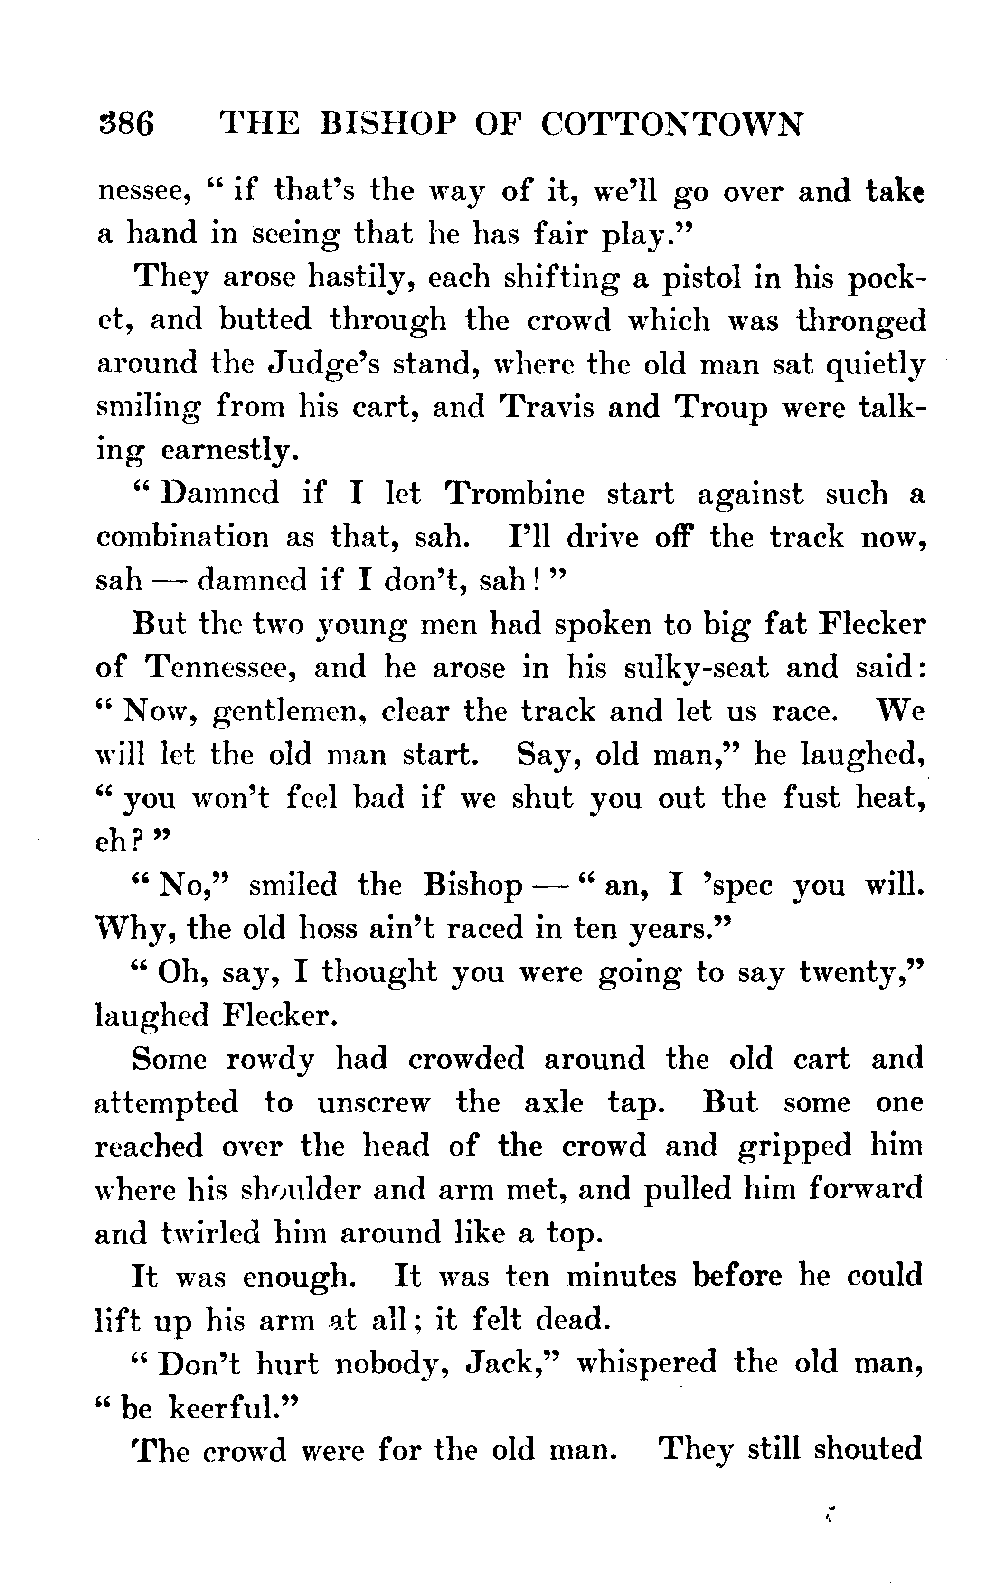 386 THE BISHOP OF COTTONTOWN
nessee, “ if that’s the way of it, we’ll go over and take
a hand in seeing that he has fair play.”
They arose hastily, each shifting a pistol in his pock-
et, and butted through the crowd which was thronged
around the Judge’s stand, where the old man sat quietly
smiling from his cart, and Travis and Troup were talk-
ing earnestly.
“ Damned if I let Trombine start against such a
combination as that, sah. I’ll drive off the track now,
sah — damned if I don’t, sah! ”
But the two young men had spoken to big fat Flecker
of Tennessee, and he arose in his sulky-seat and said:
“ Now, gentlemen, clear the track and let us race. We
will let the old man start. Say, old man,” he laughed,
“ you won’t feel bad if we shut you out the fust heat,
eh? ”
“ No,” smiled the Bishop — “ an, I ’spec you will.
Why, the old hoss ain’t raced in ten years.”
“ Oh, say, I thought you were going to say twenty,”
laughed Flecker.
Some rowdy had crowded around the old cart and
attempted to unscrew the axle tap. But some one
reached over the head of the crowd and gripped him
where his shoulder and arm met, and pulled him forward
and twirled him around like a top.
It was enough. It was ten minutes before he could
lift up his arm at all; it felt dead.
“ Don’t hurt nobody, Jack,” whispered the old man,
“ be keerful.”
The crowd were for the old man. They still shouted